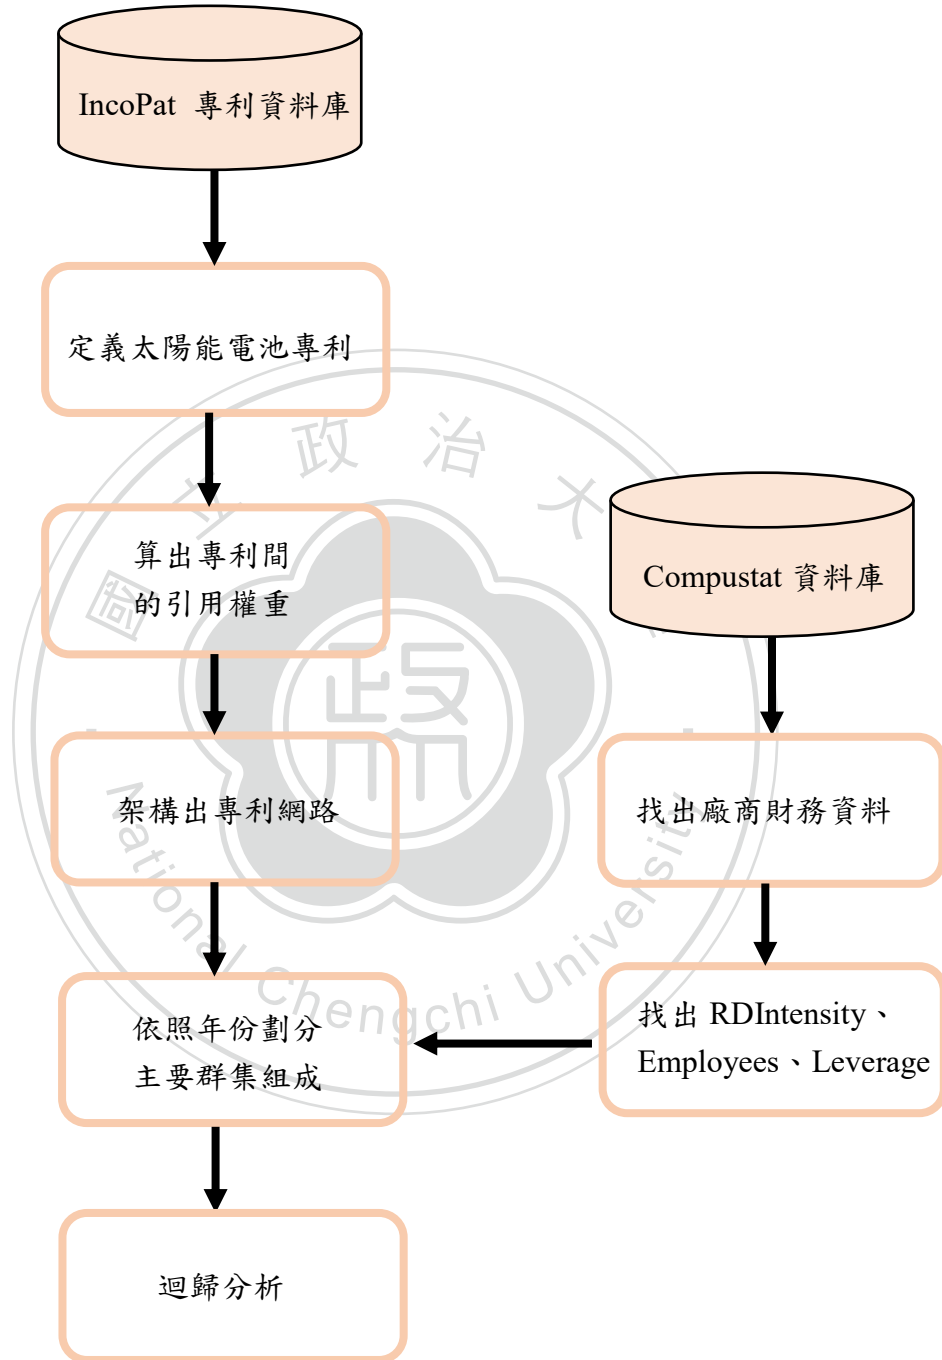 IncoPat 專利資料庫
定義太陽能電池專利
算出專利間
的引用權重
架構出專利網路
依照年份劃分
主要群集組成
迴歸分析
Compustat 資料庫
找出廠商財務資料
找出 RDIntensity、
Employees、Leverage
國立政治大
National Chengchi University